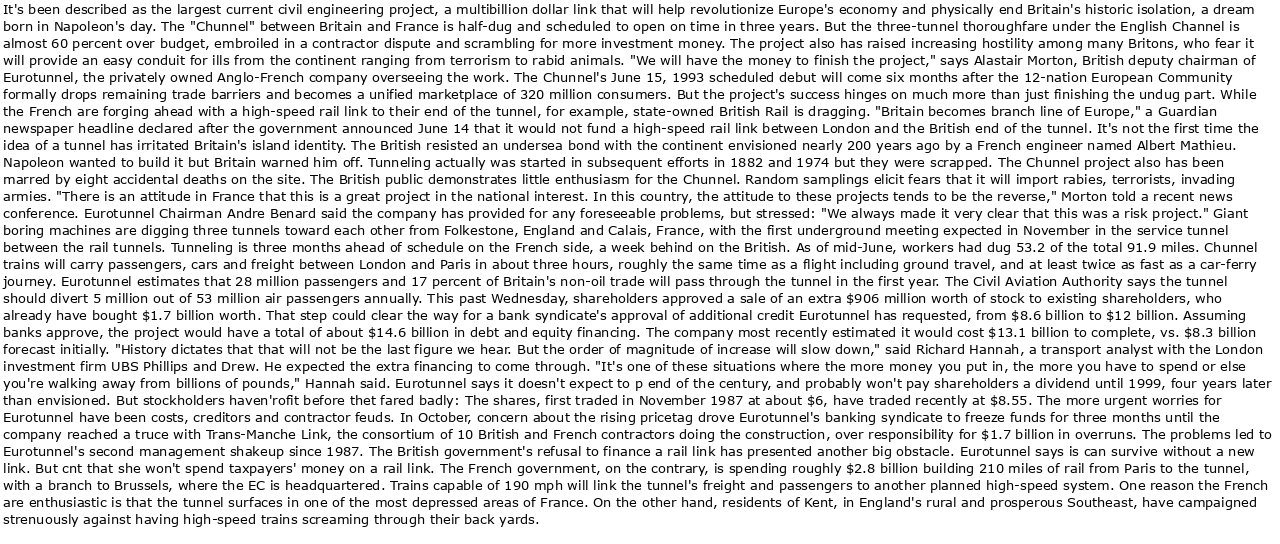 It's been described as the largest current civil engineering project, a multibillion dollar link that will help revolutionize Europe's economy and physically end Britain's historic isolation, a dream
born in Napoleon's day. The "Chunnel" between Britain and France is half-dug and scheduled to open on time in three years. But the three-tunnel thoroughfare under the English Channel is
almost 60 percent over budget, embroiled in a contractor dispute and scrambling for more investment money. The project also has raised increasing hostility among many Britons, who fear it
will provide an easy conduit for ills from the continent ranging from terrorism to rabid animals. "We will have the money to finish the project," says Alastair Morton, British deputy chairman of
Eurotunnel, the privately owned Anglo-French company overseeing the work. The Chunnel's June 15, 1993 scheduled debut will come six months after the 12-nation European Community
formally drops remaining trade barriers and becomes a unified marketplace of 320 million consumers. But the project's success hinges on much more than just finishing the undug part. While
the French are forging ahead with a high-speed rail link to their end of the tunnel, for example, state-owned British Rail is dragging. "Britain becomes branch line of Europe," a Guardian
newspaper headline declared after the government announced June 14 that it would not fund a high-speed rail link between London and the British end of the tunnel. It's not the first time the
idea of a tunnel has irritated Britain's island identity. The British resisted an undersea bond with the continent envisioned nearly 200 years ago by a French engineer named Albert Mathieu.
Napoleon wanted to build it but Britain warned him off. Tunneling actually was started in subsequent efforts in 1882 and 1974 but they were scrapped. The Chunnel project also has been
marred by eight accidental deaths on the site. The British public demonstrates little enthusiasm for the Channel. Random samplings elicit fears that it will import rabies, terrorists, invading
armies. "There is an attitude in France that this is a great project in the national interest. In this country, the attitude to these projects tends to be the reverse," Morton told a recent news
conference. Eurotunnel Chairman Andre Benard said the company has provided for any foreseeable problems, but stressed: "We always made it very clear that this was a risk project." Giant
boring machines are digging three tunnels toward each other from Folkestone, England and Calais, France, with the first underground meeting expected in November in the service tunnel
between the rail tunnels. Tunneling is three months ahead of schedule on the French side, a week behind on the British. As of mid-June, workers had dug 53.2 of the total 91.9 miles. Chunnel
trains will carry passengers, cars and freight between London and Paris in about three hours, roughly the same time as a flight including ground travel, and at least twice as fast as a car-ferry
journey. Eurotunnel estimates that 28 million passengers and 17 percent of Britain's non-oil trade will pass through the tunnel in the first year. The Civil Aviation Authority says the tunnel
should divert 5 million out of 53 million air passengers annually. This past Wednesday, shareholders approved a sale of an extra $906 million worth of stock to existing shareholders, who
already have bought $1.7 billion worth. That step could clear the way for a bank syndicate's approval of additional credit Eurotunnel has requested, from $8.6 billion to $12 billion. Assuming
banks approve, the project would have a total of about $14.6 billion in debt and equity financing. The company most recently estimated it would cost $13.1 billion to complete, vs. $8.3 billion
forecast initially. "History dictates that that will not be the last figure we hear. But the order of magnitude of increase will slow down," said Richard Hannah, a transport analyst with the London
investment firm UBS Phillips and Drew. He expected the extra financing to come through. "It's one of these situations where the more money you put in, the more you have to spend or else
you're walking away from billions of pounds," Hannah said. Eurotunnel says it doesn't expect to p end of the century, and probably won't pay shareholders a dividend until 1999, four years later
than envisioned. But stockholders haven'rofit before thet fared badly: The shares, first traded in November 1987 at about $6, have traded recently at $8.55. The more urgent worries for
Eurotunnel have been costs, creditors and contractor feuds. In October, concern about the rising pricetag drove Eurotunnel's banking syndicate to freeze funds for three months until the
company reached a truce with Trans-Manche Link, the consortium of 10 British and French contractors doing the construction, over responsibility for $1.7 billion in overruns. The problems led to
Eurotunnel's second management shakeup since 1987. The British government's refusal to finance a rail link has presented another big obstacle. Eurotunnel says is can survive without a new
link. But cnt that she won't spend taxpayers' money on a rail link. The French government, on the contrary, is spending roughly $2.8 billion building 210 miles of rail from Paris to the tunnel,
with a branch to Brussels, where the EC is headquartered. Trains capable of 190 mph will link the tunnel's freight and passengers to another planned high-speed system. One reason the French
are enthusiastic is that the tunnel surfaces in one of the most depressed areas of France. On the other hand, residents of Kent, in England's rural and prosperous Southeast, have campaigned
strenuously against having high-speed trains screaming through their back yards.